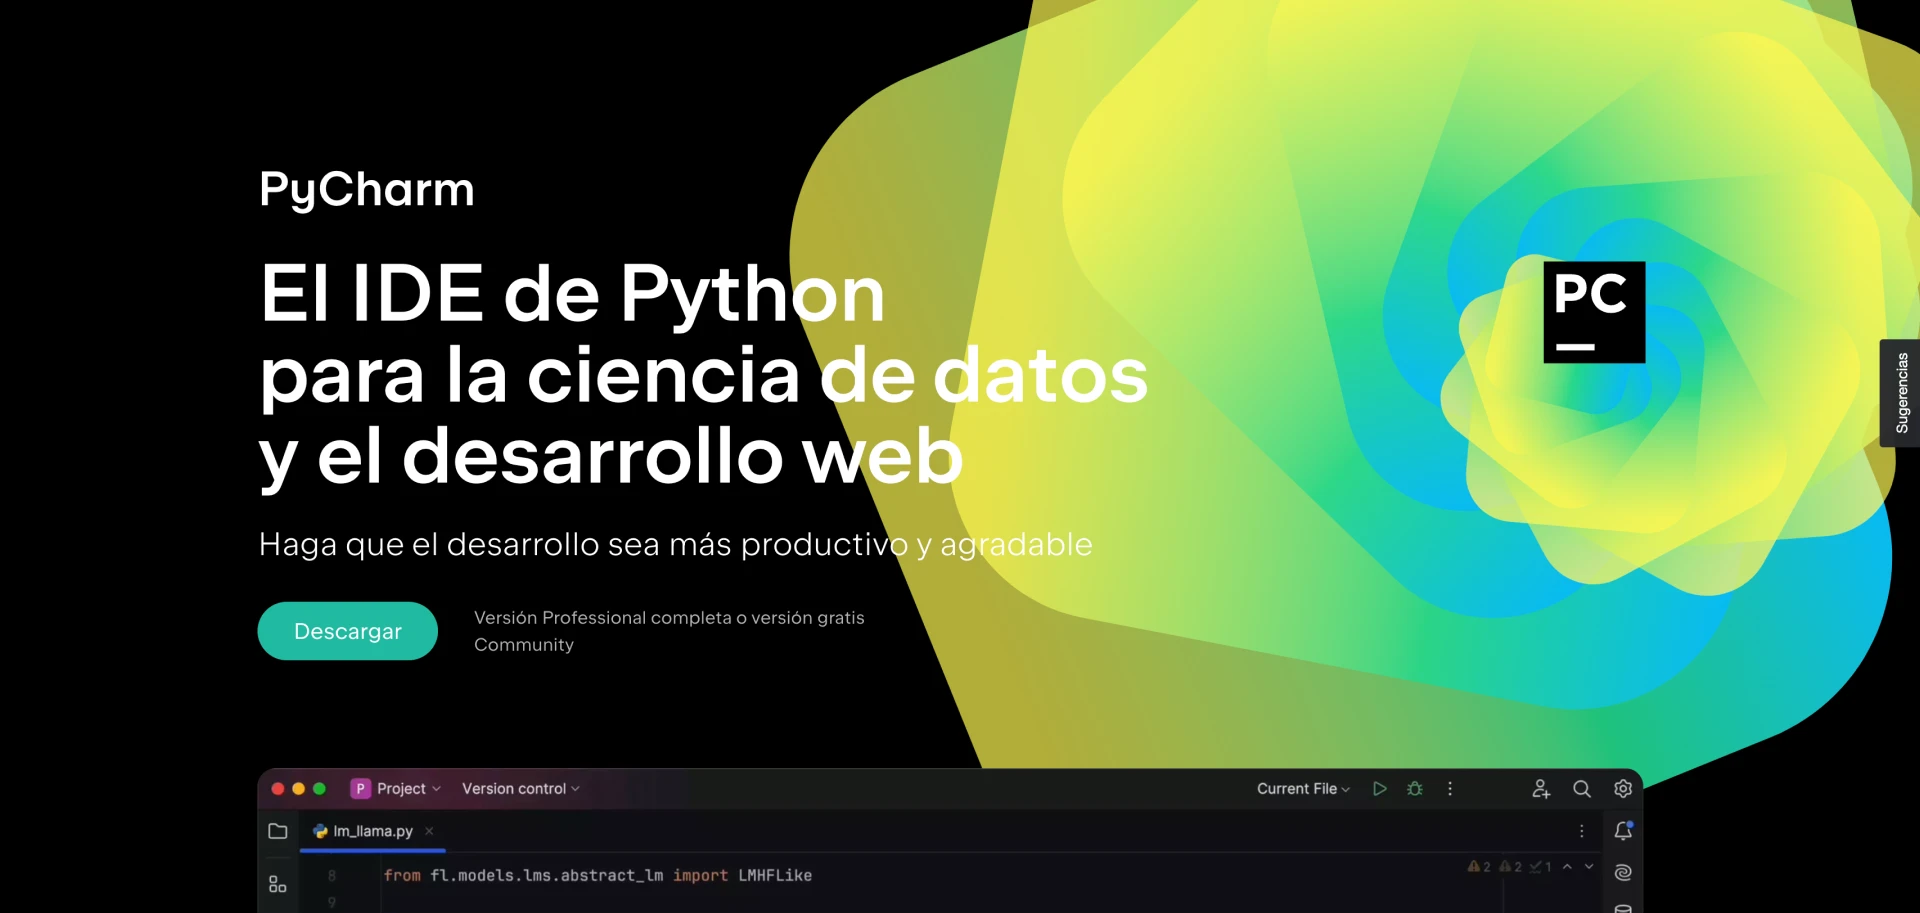 PyCharm
El IDE de Python
para la ciencia de datos
y el desarrollo web
Haga que el desarrollo sea más productivo y agradable
Descargar
Versión Professional completa o versión gratis
Community
PC
Sugerencias
P Project Version control Current File
lm_llama.py
2 2 1
8 from fl.models.lms.abstract_lm import LMHFLike
9